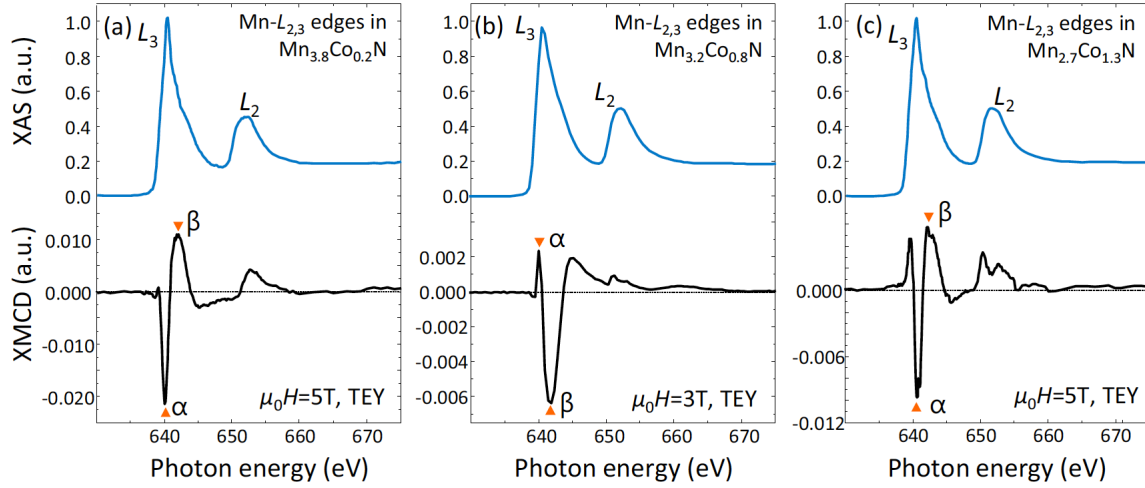 (a) Mn-L2,3 edges in
Mn3.8Co0.2N
L3
L2
XAS (a.u.)
1.0
0.8
0.6
0.4
0.2
0.0
XMCD (a.u.)
0.010
0.000
-0.010
-0.020
β
α
μ0H=5T, TEY
640 650 660 670
Photon energy (eV)
(b) Mn-L2,3 edges in
Mn3.2Co0.8N
L3
L2
1.0
0.8
0.6
0.4
0.2
0.0
0.002
0.000
-0.002
-0.004
-0.006
α
β
μ0H=3T, TEY
640 650 660 670
Photon energy (eV)
(c) Mn-L2,3 edges in
Mn2.7Co1.3N
L3
L2
1.0
0.8
0.6
0.4
0.2
0.0
0.000
-0.006
-0.012
β
α
μ0H=5T, TEY
640 650 660 670
Photon energy (eV)